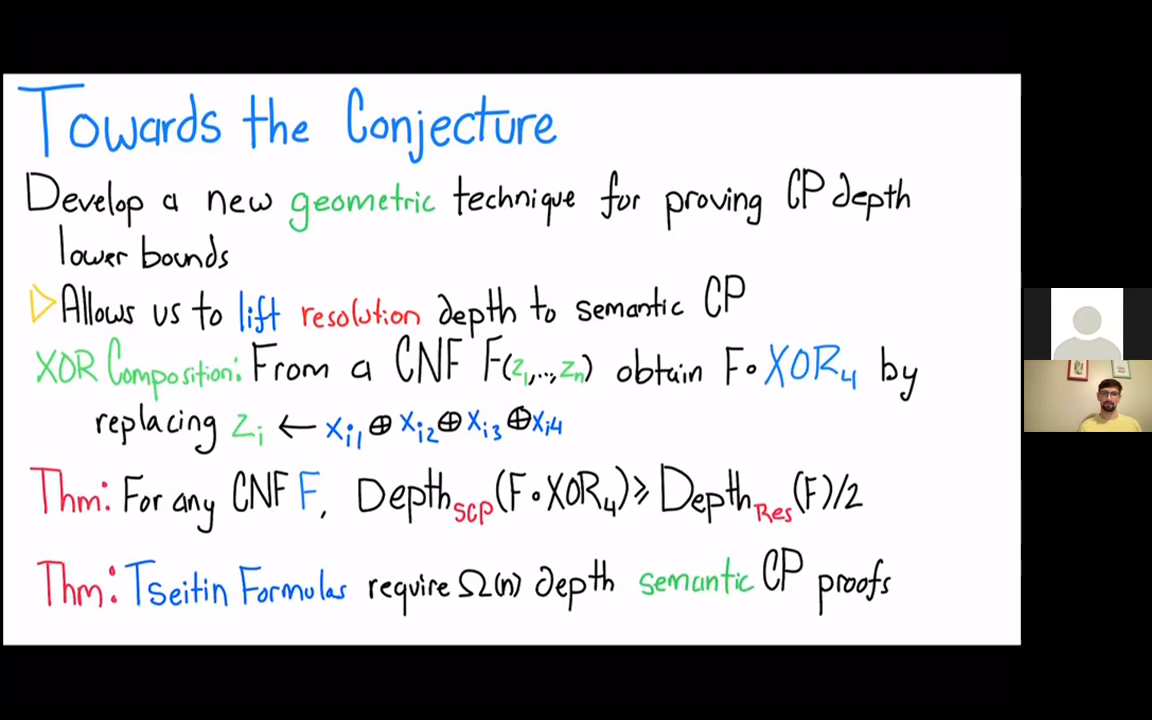 Towards the Conjecture
Develop a new geometric technique for proving CP depth
lower bounds
▷ Allows us to lift resolution depth to semantic CP
XOR Composition: From a CNF F(z₁,..,zₙ) obtain F∘XOR₄ by
replacing zᵢ ← xᵢ₁ ⊕ xᵢ₂ ⊕ xᵢ₃ ⊕ xᵢ₄
Thm: For any CNF F, Depth_SCP(F∘XOR₄) ≥ Depth_Res(F)/2
Thm: Tseitin Formulas require Ω(n) depth semantic CP proofs